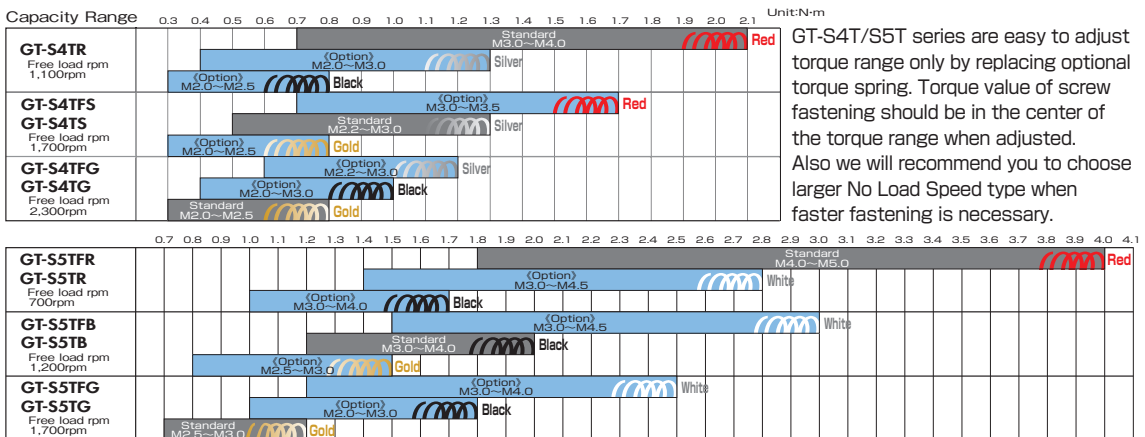 Capacity Range 0.3 0.4 0.5 0.6 0.7 0.8 0.9 1.0 1.1 1.2 1.3 1.4 1.5 1.6 1.7 1.8 1.9 2.0 2.1 Unit:N·m
GT-S4TR
Free load rpm
1,100rpm
Standard
M3.0~M4.0
Red
《Option》
M2.0~M3.0
Silver
《Option》
M2.0~M2.5
Black
GT-S4TFS
GT-S4TS
Free load rpm
1,700rpm
《Option》
M3.0~M3.5
Red
Standard
M2.2~M3.0
Silver
《Option》
M2.0~M2.5
Gold
GT-S4TFG
GT-S4TG
Free load rpm
2,300rpm
《Option》
M2.2~M3.0
Silver
《Option》
M2.0~M3.0
Black
Standard
M2.0~M2.5
Gold
GT-S4T/S5T series are easy to adjust
torque range only by replacing optional
torque spring. Torque value of screw
fastening should be in the center of
the torque range when adjusted.
Also we will recommend you to choose
larger No Load Speed type when
faster fastening is necessary.
0.7 0.8 0.9 1.0 1.1 1.2 1.3 1.4 1.5 1.6 1.7 1.8 1.9 2.0 2.1 2.2 2.3 2.4 2.5 2.6 2.7 2.8 2.9 3.0 3.1 3.2 3.3 3.4 3.5 3.6 3.7 3.8 3.9 4.0 4.1
GT-S5TFR
GT-S5TR
Free load rpm
700rpm
Standard
M4.0~M5.0
Red
《Option》
M3.0~M4.5
White
《Option》
M3.0~M4.0
Black
GT-S5TFB
GT-S5TB
Free load rpm
1,200rpm
《Option》
M3.0~M4.5
White
Standard
M3.0~M4.0
Black
《Option》
M2.5~M3.0
Gold
GT-S5TFG
GT-S5TG
Free load rpm
1,700rpm
《Option》
M3.0~M4.0
White
《Option》
M2.0~M3.0
Black
Standard
M2.5~M3.0
Gold